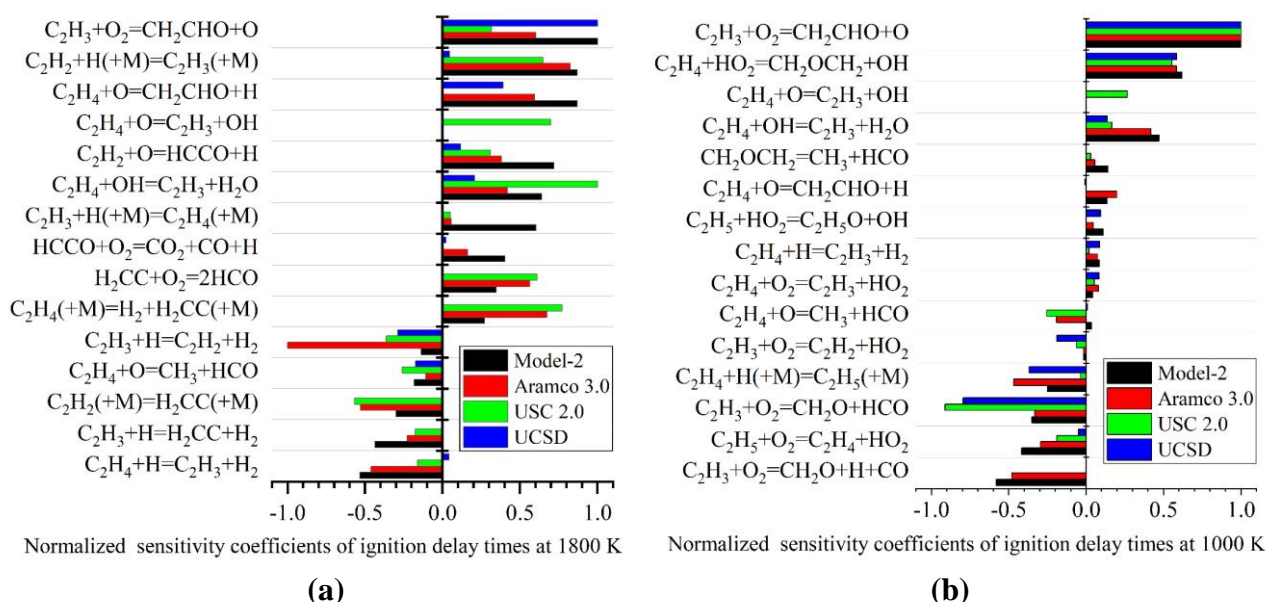 C₂H₃+O₂=CH₂CHO+O
C₂H₂+H(+M)=C₂H₃(+M)
C₂H₄+O=CH₂CHO+H
C₂H₄+O=C₂H₃+OH
C₂H₂+O=HCCO+H
C₂H₄+OH=C₂H₃+H₂O
C₂H₃+H(+M)=C₂H₄(+M)
HCCO+O₂=CO₂+CO+H
H₂CC+O₂=2HCO
C₂H₄(+M)=H₂+H₂CC(+M)
C₂H₃+H=C₂H₂+H₂
C₂H₄+O=CH₃+HCO
C₂H₂(+M)=H₂CC(+M)
C₂H₃+H=H₂CC+H₂
C₂H₄+H=C₂H₃+H₂
Model-2
Aramco 3.0
USC 2.0
UCSD
-1.0 -0.5 0.0 0.5 1.0
Normalized sensitivity coefficients of ignition delay times at 1800 K
(a)
C₂H₃+O₂=CH₂CHO+O
C₂H₄+HO₂=CH₂OCH₂+OH
C₂H₄+O=C₂H₃+OH
C₂H₄+OH=C₂H₃+H₂O
CH₂OCH₂=CH₃+HCO
C₂H₄+O=CH₂CHO+H
C₂H₅+HO₂=C₂H₅O+OH
C₂H₄+H=C₂H₃+H₂
C₂H₄+O₂=C₂H₃+HO₂
C₂H₄+O=CH₃+HCO
C₂H₃+O₂=C₂H₂+HO₂
C₂H₄+H(+M)=C₂H₅(+M)
C₂H₃+O₂=CH₂O+HCO
C₂H₅+O₂=C₂H₄+HO₂
C₂H₃+O₂=CH₂O+H+CO
Model-2
Aramco 3.0
USC 2.0
UCSD
-1.0 -0.5 0.0 0.5 1.0
Normalized sensitivity coefficients of ignition delay times at 1000 K
(b)